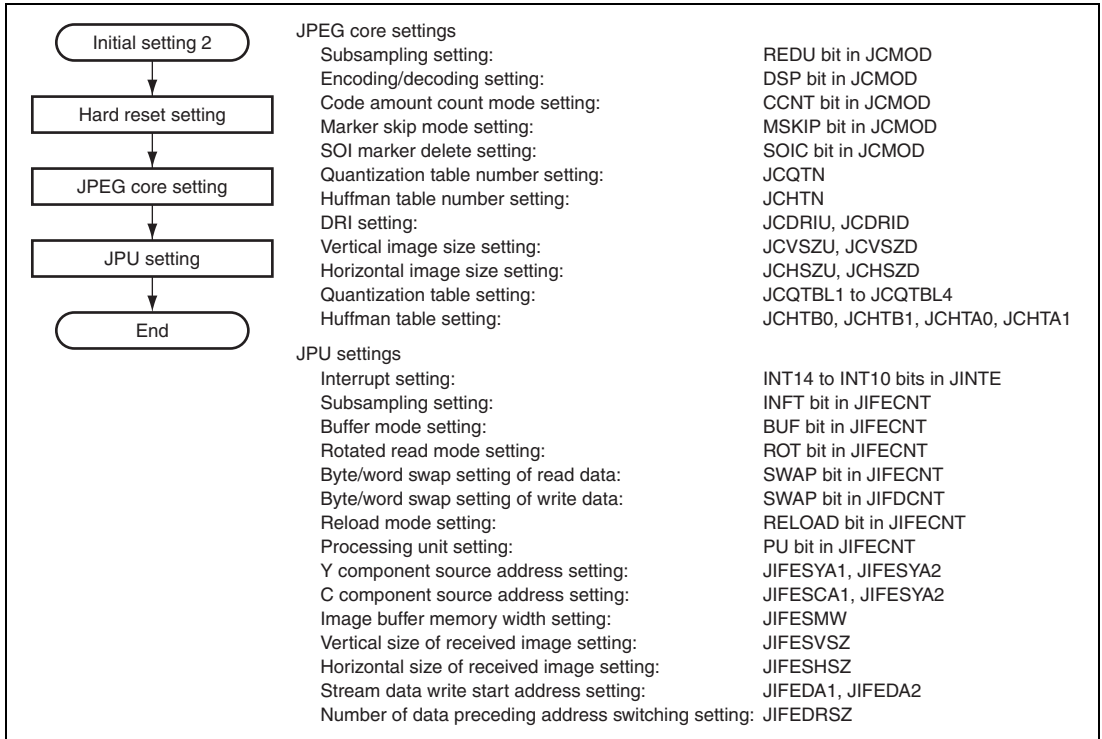 Initial setting 2
Hard reset setting
JPEG core setting
JPU setting
End
JPEG core settings
Subsampling setting: REDU bit in JCMOD
Encoding/decoding setting: DSP bit in JCMOD
Code amount count mode setting: CCNT bit in JCMOD
Marker skip mode setting: MSKIP bit in JCMOD
SOI marker delete setting: SOIC bit in JCMOD
Quantization table number setting: JCQTN
Huffman table number setting: JCHTN
DRI setting: JCDRIU, JCDRID
Vertical image size setting: JCVSZU, JCVSZD
Horizontal image size setting: JCHSZU, JCHSZD
Quantization table setting: JCQTBL1 to JCQTBL4
Huffman table setting: JCHTB0, JCHTB1, JCHTA0, JCHTA1
JPU settings
Interrupt setting: INT14 to INT10 bits in JINTE
Subsampling setting: INFT bit in JIFECNT
Buffer mode setting: BUF bit in JIFECNT
Rotated read mode setting: ROT bit in JIFECNT
Byte/word swap setting of read data: SWAP bit in JIFECNT
Byte/word swap setting of write data: SWAP bit in JIFDCNT
Reload mode setting: RELOAD bit in JIFECNT
Processing unit setting: PU bit in JIFECNT
Y component source address setting: JIFESYA1, JIFESYA2
C component source address setting: JIFESCA1, JIFESYA2
Image buffer memory width setting: JIFESMW
Vertical size of received image setting: JIFESVSZ
Horizontal size of received image setting: JIFESHSZ
Stream data write start address setting: JIFEDA1, JIFEDA2
Number of data preceding address switching setting: JIFEDRSZ